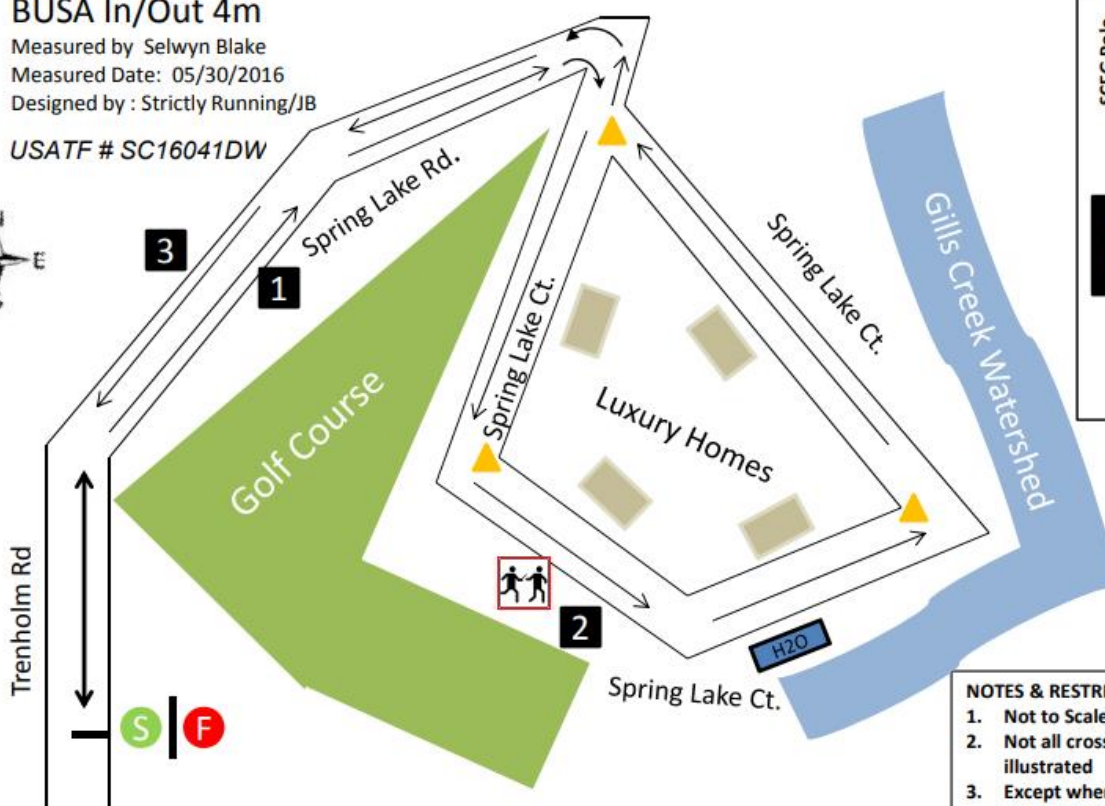 BUSA In/Out 4m
Measured by Selwyn Blake
Measured Date: 05/30/2016
Designed by : Strictly Running/JB
USATF # SC16041DW
E
3
1
Spring Lake Rd.
Spring Lake Ct.
Spring Lake Ct.
Gills Creek Watershed
Golf Course
Luxury Homes
2
H2O
Spring Lake Ct.
Trenholm Rd
S
F
NOTES & RESTR
1. Not to Scale
2. Not all cross
illustrated
3. Except wher